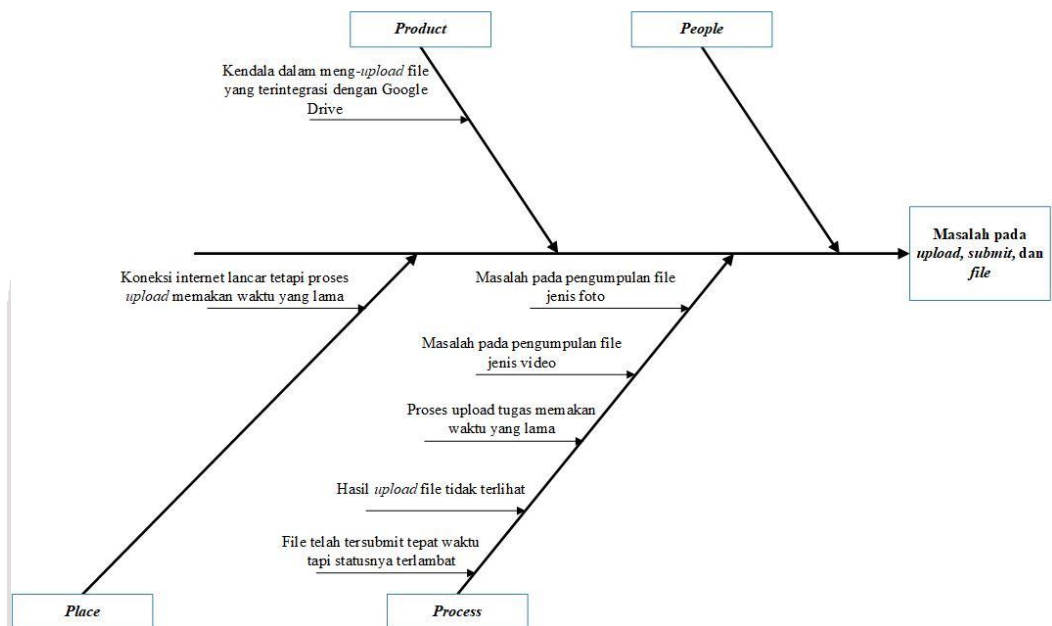 Product
People
Kendala dalam meng-upload file
yang terintegrasi dengan Google
Drive
Masalah pada
upload, submit, dan
file
Koneksi internet lancar tetapi proses
upload memakan waktu yang lama
Masalah pada pengumpulan file
jenis foto
Masalah pada pengumpulan file
jenis video
Proses upload tugas memakan
waktu yang lama
Hasil upload file tidak terlihat
File telah tersubmit tepat waktu
tapi statusnya terlambat
Place
Process